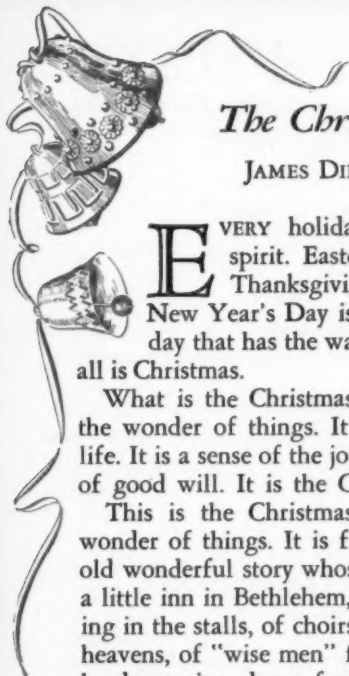 The Chr
JAMES DI
EVERY holida
spirit. Easte
Thanksgivi
New Year's Day is
day that has the wa
all is Christmas.
What is the Christmas
the wonder of things. It
life. It is a sense of the jo
of good will. It is the C
This is the Christmas
wonder of things. It is f
old wonderful story whos
a little inn in Bethlehem,
ing in the stalls, of choirs
heavens, of "wise men" f